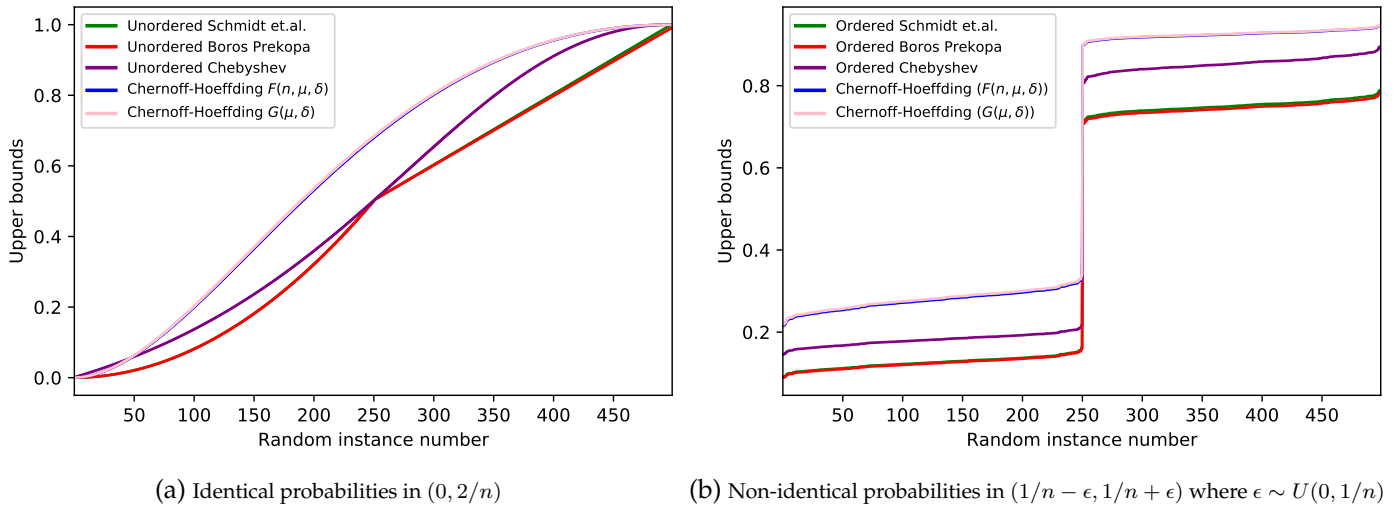 Unordered Schmidt et.al.
Unordered Boros Prekopa
Unordered Chebyshev
Chernoff-Hoeffding F(n, μ, δ)
Chernoff-Hoeffding G(μ, δ)
Upper bounds
1.0
0.8
0.6
0.4
0.2
0.0
50 100 150 200 250 300 350 400 450
Random instance number
(a) Identical probabilities in (0, 2/n)
Ordered Schmidt et.al.
Ordered Boros Prekopa
Ordered Chebyshev
Chernoff-Hoeffding (F(n, μ, δ))
Chernoff-Hoeffding (G(μ, δ))
Upper bounds
0.8
0.6
0.4
0.2
50 100 150 200 250 300 350 400 450
Random instance number
(b) Non-identical probabilities in (1/n − ϵ, 1/n + ϵ) where ϵ ∼ U(0, 1/n)